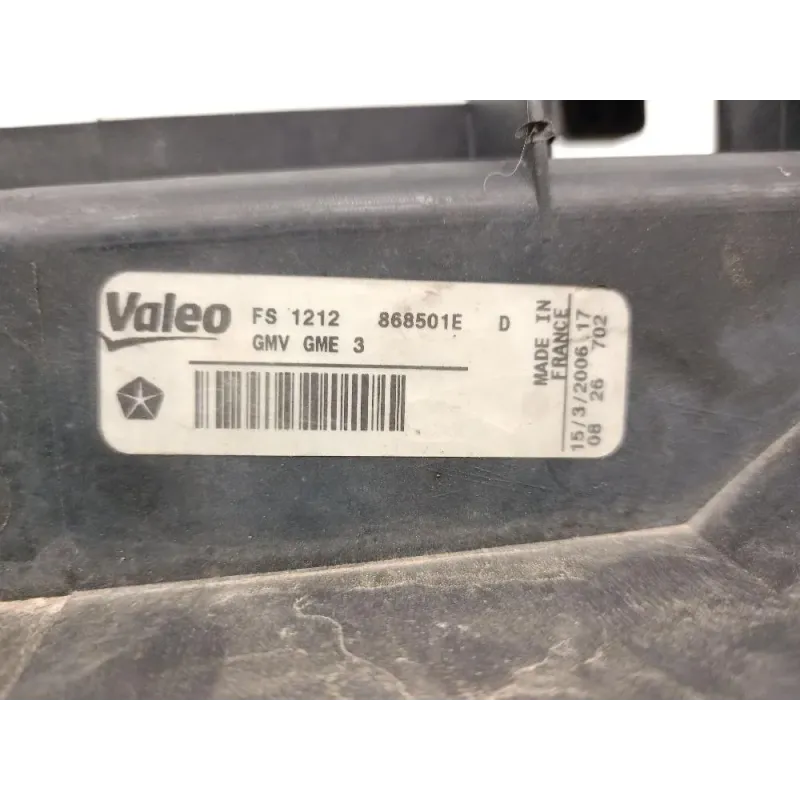 Valeo FS 1212 868501E D
GMV GME 3
MADE IN
FRANCE
15/3/2006 17
08 26 702